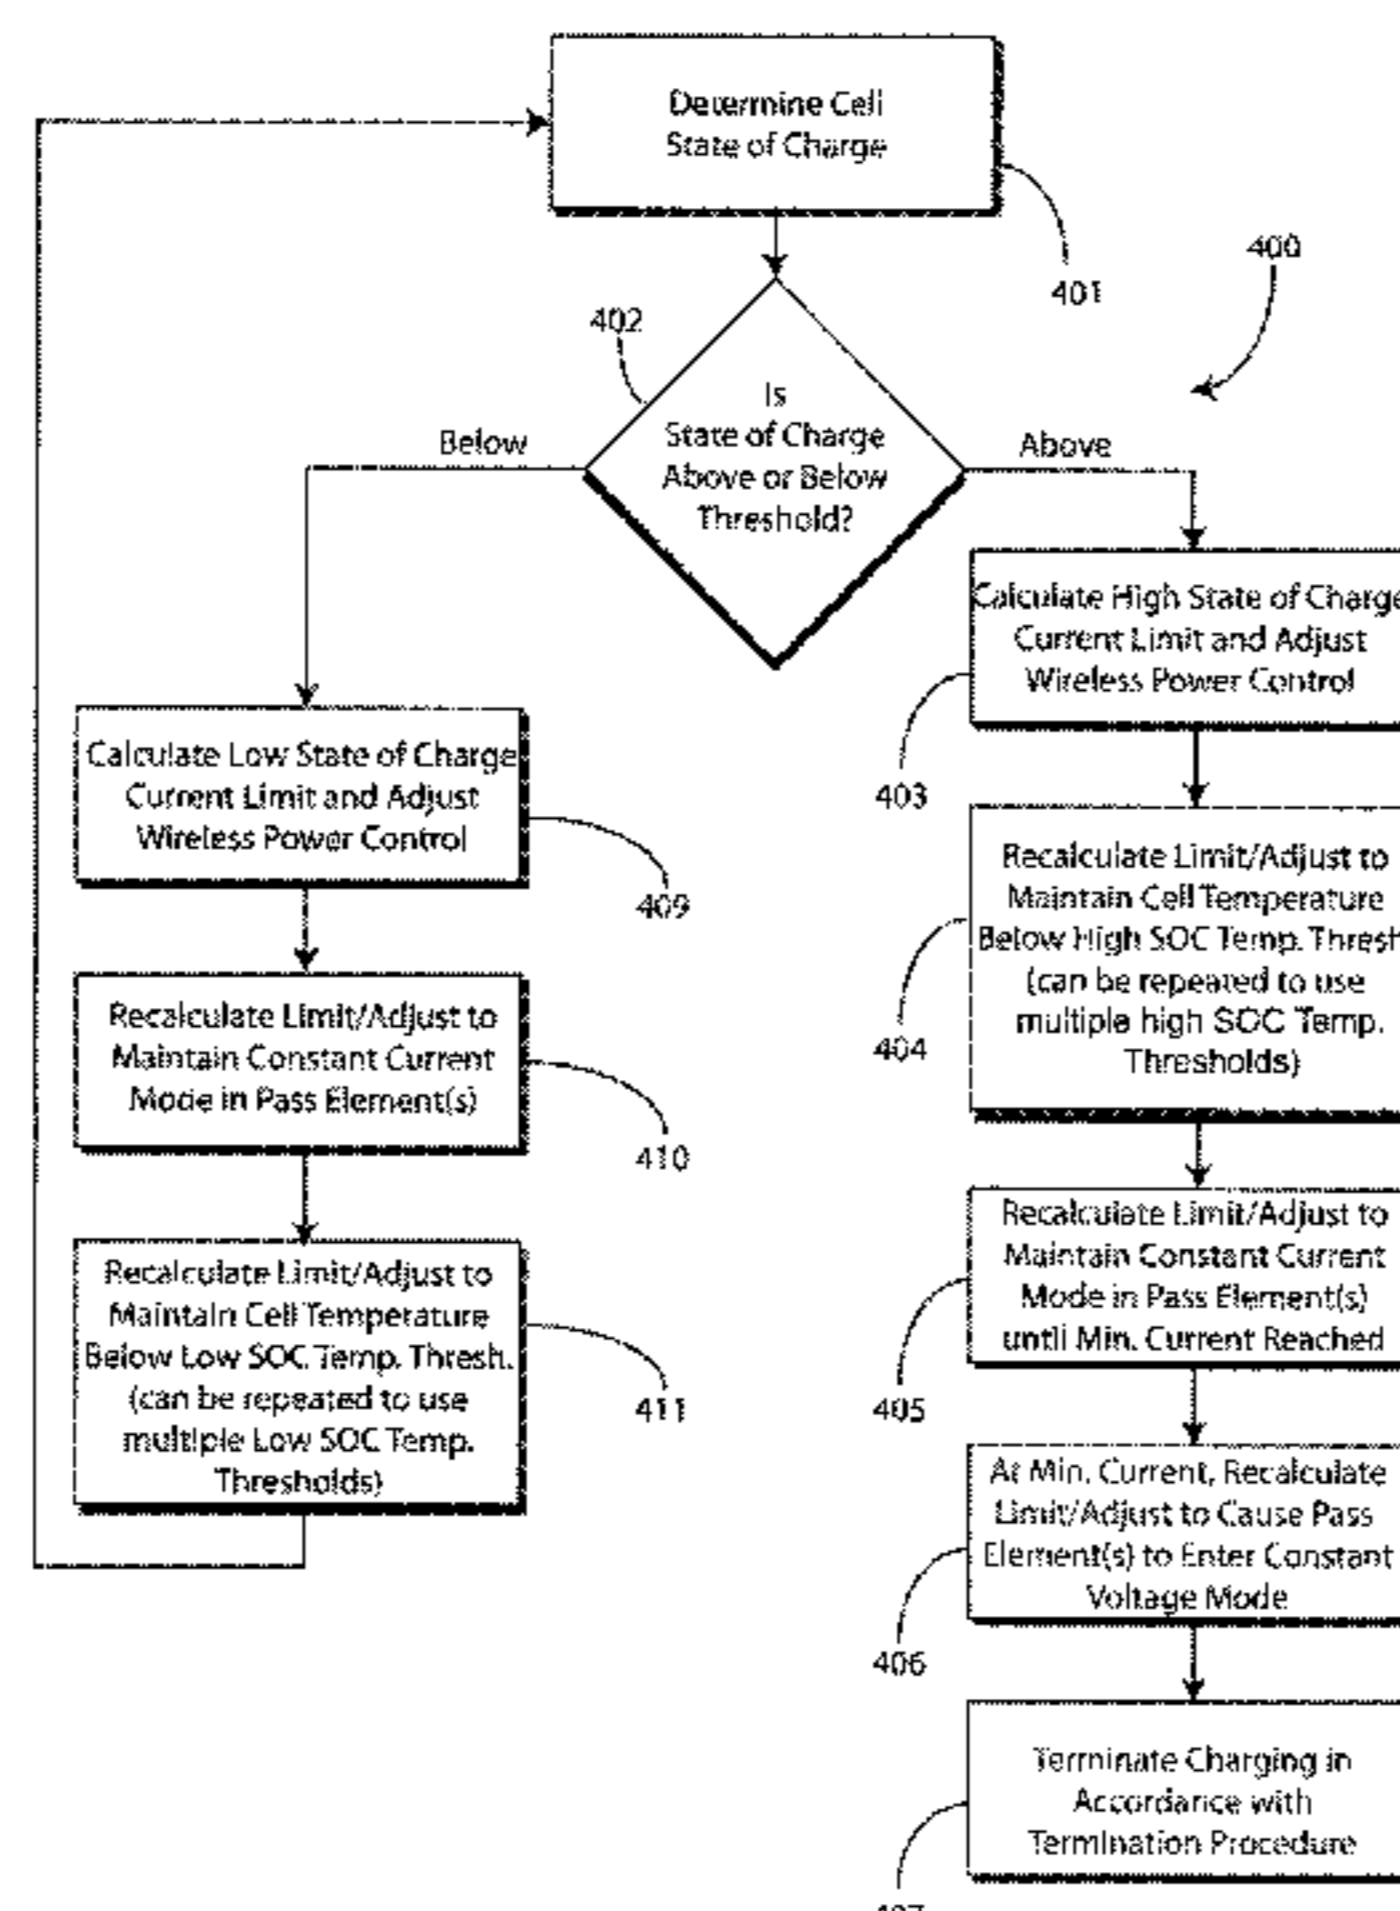 Determine Cell
State of Charge
401
400
402
Is
State of Charge
Above or Below
Threshold?
Below
Above
Calculate High State of Charge
Current Limit and Adjust
Wireless Power Control
403
Calculate Low State of Charge
Current Limit and Adjust
Wireless Power Control
409
Recalculate Limit/Adjust to
Maintain Cell Temperature
Below High SOC Temp. Thresh
(can be repeated to use
multiple high SOC Temp.
Thresholds)
404
Recalculate Limit/Adjust to
Maintain Constant Current
Mode in Pass Element(s)
410
Recalculate Limit/Adjust to
Maintain Constant Current
Mode in Pass Element(s)
until Min. Current Reached
405
Recalculate Limit/Adjust to
Maintain Cell Temperature
Below Low SOC Temp. Thresh.
(can be repeated to use
multiple Low SOC Temp.
Thresholds)
411
At Min. Current, Recalculate
Limit/Adjust to Cause Pass
Element(s) to Enter Constant
Voltage Mode
406
Terminate Charging in
Accordance with
Termination Procedure